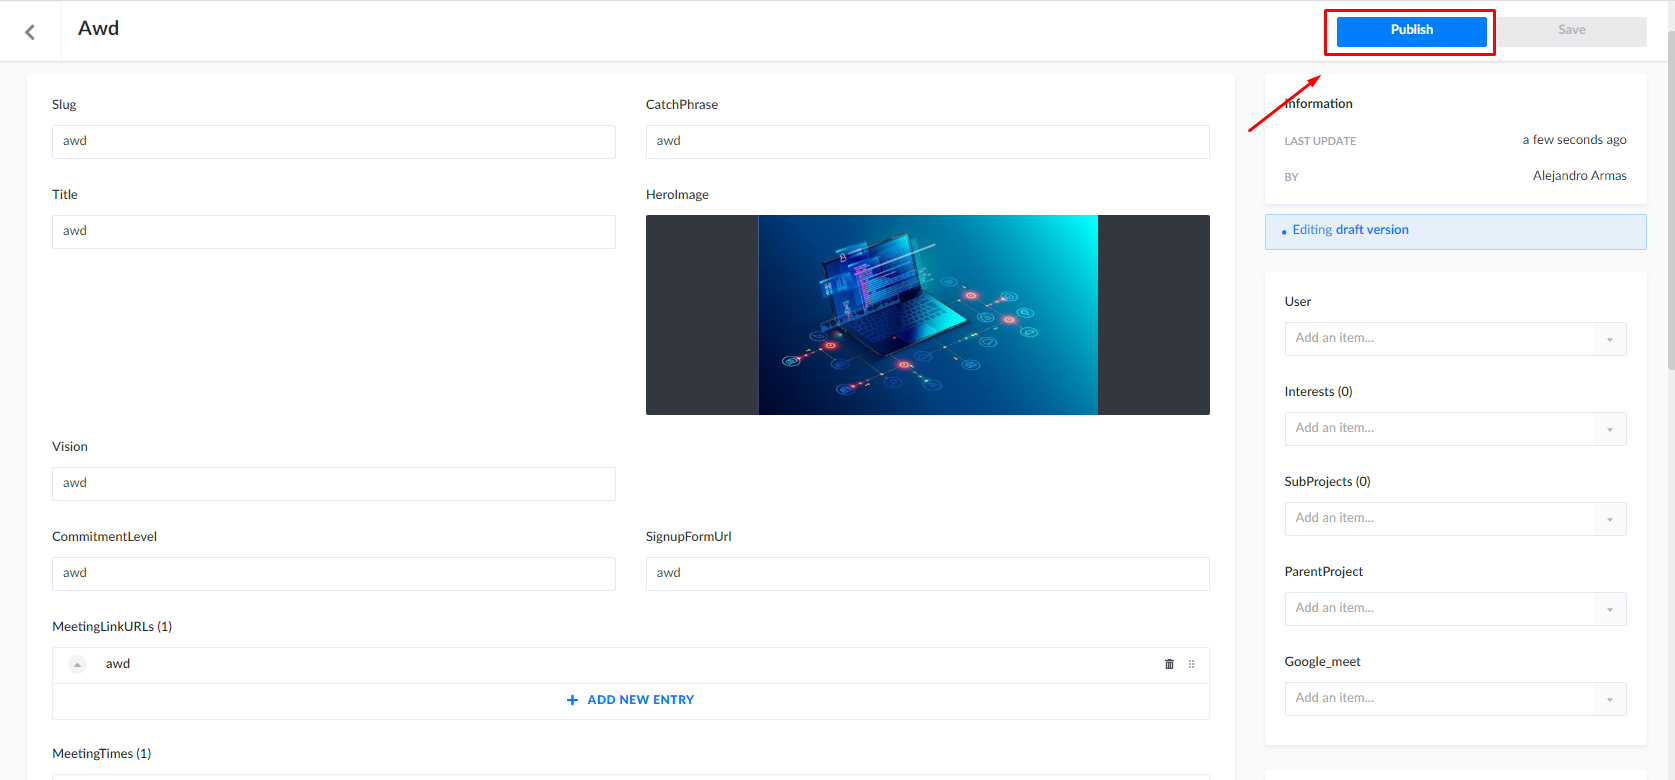 Awd
Publish
Save
Slug
awd
CatchPhrase
awd
Title
awd
HeroImage
Vision
awd
CommitmentLevel
awd
SignupFormUrl
awd
MeetingLinkURLs (1)
awd
ADD NEW ENTRY
MeetingTimes (1)
Information
LAST UPDATE
a few seconds ago
BY
Alejandro Armas
Editing draft version
User
Add an item...
Interests (0)
Add an item...
SubProjects (0)
Add an item...
ParentProject
Add an item...
Google_meet
Add an item...